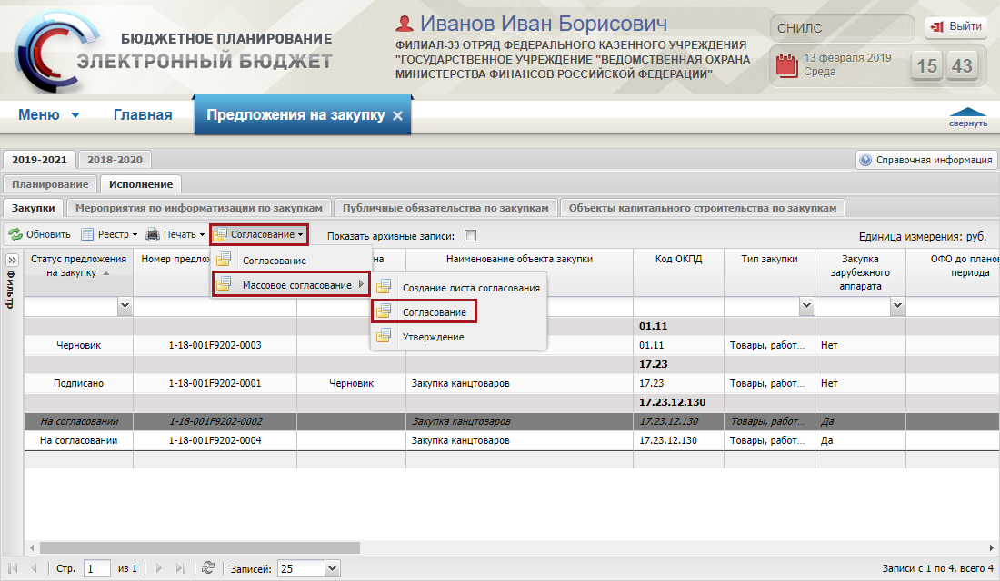 БЮДЖЕТНОЕ ПЛАНИРОВАНИЕ
ЭЛЕКТРОННЫЙ БЮДЖЕТ
Иванов Иван Борисович
ФИЛИАЛ-33 ОТРЯД ФЕДЕРАЛЬНОГО КАЗЕННОГО УЧРЕЖДЕНИЯ
"ГОСУДАРСТВЕННОЕ УЧРЕЖДЕНИЕ "ВЕДОМСТВЕННАЯ ОХРАНА
МИНИСТЕРСТВА ФИНАНСОВ РОССИЙСКОЙ ФЕДЕРАЦИИ"
СНИЛС
Выйти
13 февраля 2019
Среда
15 43
Меню
Главная
Предложения на закупку
свернуть
2019-2021
2018-2020
Справочная информация
Планирование
Исполнение
Закупки
Мероприятия по информатизации по закупкам
Публичные обязательства по закупкам
Объекты капитального строительства по закупкам
Обновить
Реестр
Печать
Согласование
Показать архивные записи:
Единица измерения: руб.
Фильтр
Статус предложения
на закупку
Номер предло
на
Наименование объекта закупки
Код ОКПД
Тип закупки
Закупка
зарубежного
аппарата
ОФО до плано
периода
Согласование
Массовое согласование
Создание листа согласования
Согласование
Утверждение
01.11
Черновик 1-18-001F9202-0003 01.11 Товары, работ... Нет
17.23
Подписано 1-18-001F9202-0001 Черновик Закупка канцтоваров 17.23 Товары, работ... Нет
17.23.12.130
На согласовании 1-18-001F9202-0002 Закупка канцтоваров 17.23.12.130 Товары, работ... Да
На согласовании 1-18-001F9202-0004 Закупка канцтоваров 17.23.12.130 Товары, работ... Да
Стр. 1 из 1
Записей: 25
Записи с 1 по 4, всего 4